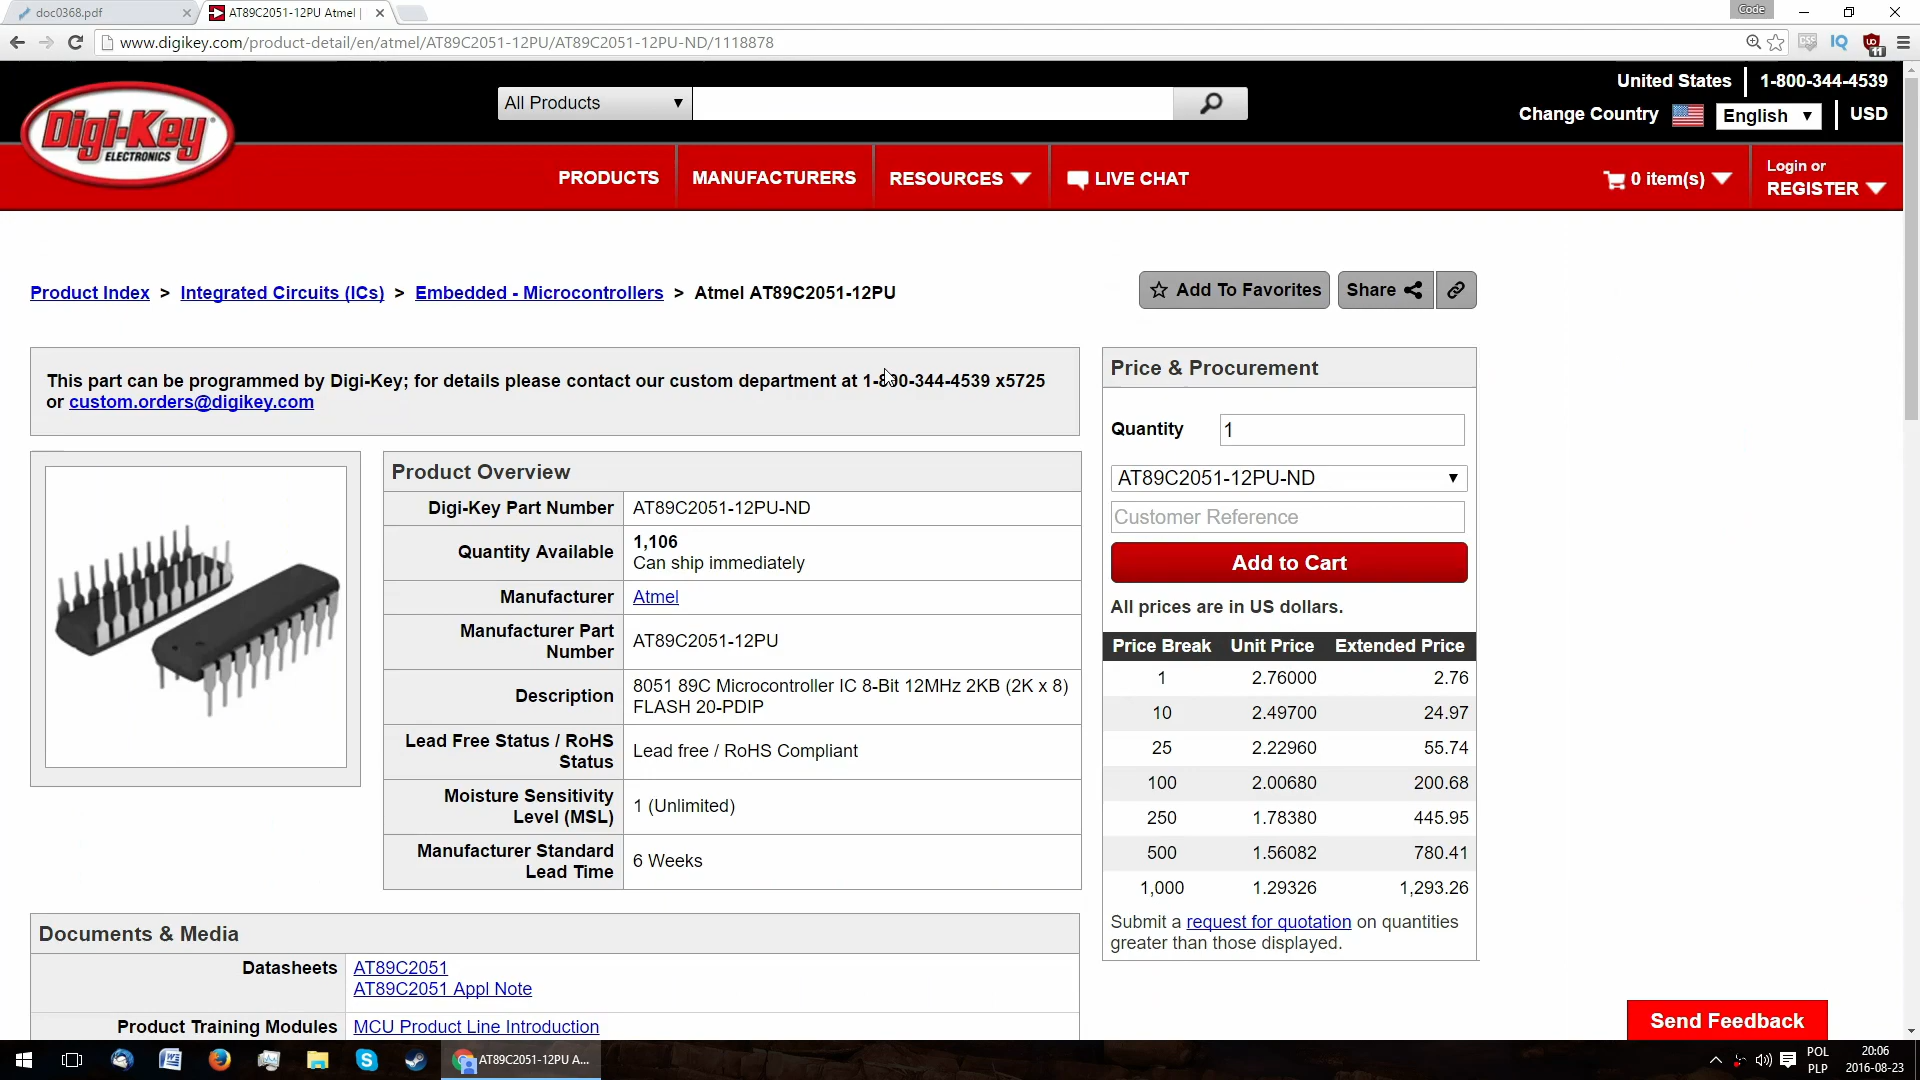 doc0368.pdf
AT89C2051-12PU Atmel |
Code
www.digikey.com/product-detail/en/atmel/AT89C2051-12PU/AT89C2051-12PU-ND/1118878
IQ
11
United States
1-800-344-4539
All Products
Change Country
English
USD
Digi-Key
ELECTRONICS
PRODUCTS
MANUFACTURERS
RESOURCES
LIVE CHAT
0 item(s)
Login or
REGISTER
Product Index > Integrated Circuits (ICs) > Embedded - Microcontrollers > Atmel AT89C2051-12PU
Add To Favorites
Share
This part can be programmed by Digi-Key; for details please contact our custom department at 1-800-344-4539 x5725
or custom.orders@digikey.com
Product Overview
Digi-Key Part Number AT89C2051-12PU-ND
Quantity Available 1,106
Can ship immediately
Manufacturer Atmel
Manufacturer Part
Number
AT89C2051-12PU
Description
8051 89C Microcontroller IC 8-Bit 12MHz 2KB (2K x 8)
FLASH 20-PDIP
Lead Free Status / RoHS
Status
Lead free / RoHS Compliant
Moisture Sensitivity
Level (MSL)
1 (Unlimited)
Manufacturer Standard
Lead Time
6 Weeks
Price & Procurement
Quantity 1
AT89C2051-12PU-ND
Customer Reference
Add to Cart
All prices are in US dollars.
Price Break Unit Price Extended Price
1 2.76000 2.76
10 2.49700 24.97
25 2.22960 55.74
100 2.00680 200.68
250 1.78380 445.95
500 1.56082 780.41
1,000 1.29326 1,293.26
Submit a request for quotation on quantities
greater than those displayed.
Documents & Media
Datasheets AT89C2051
AT89C2051 Appl Note
Product Training Modules MCU Product Line Introduction
Send Feedback
AT89C2051-12PU A...
POL
PLP
20:06
2016-08-23